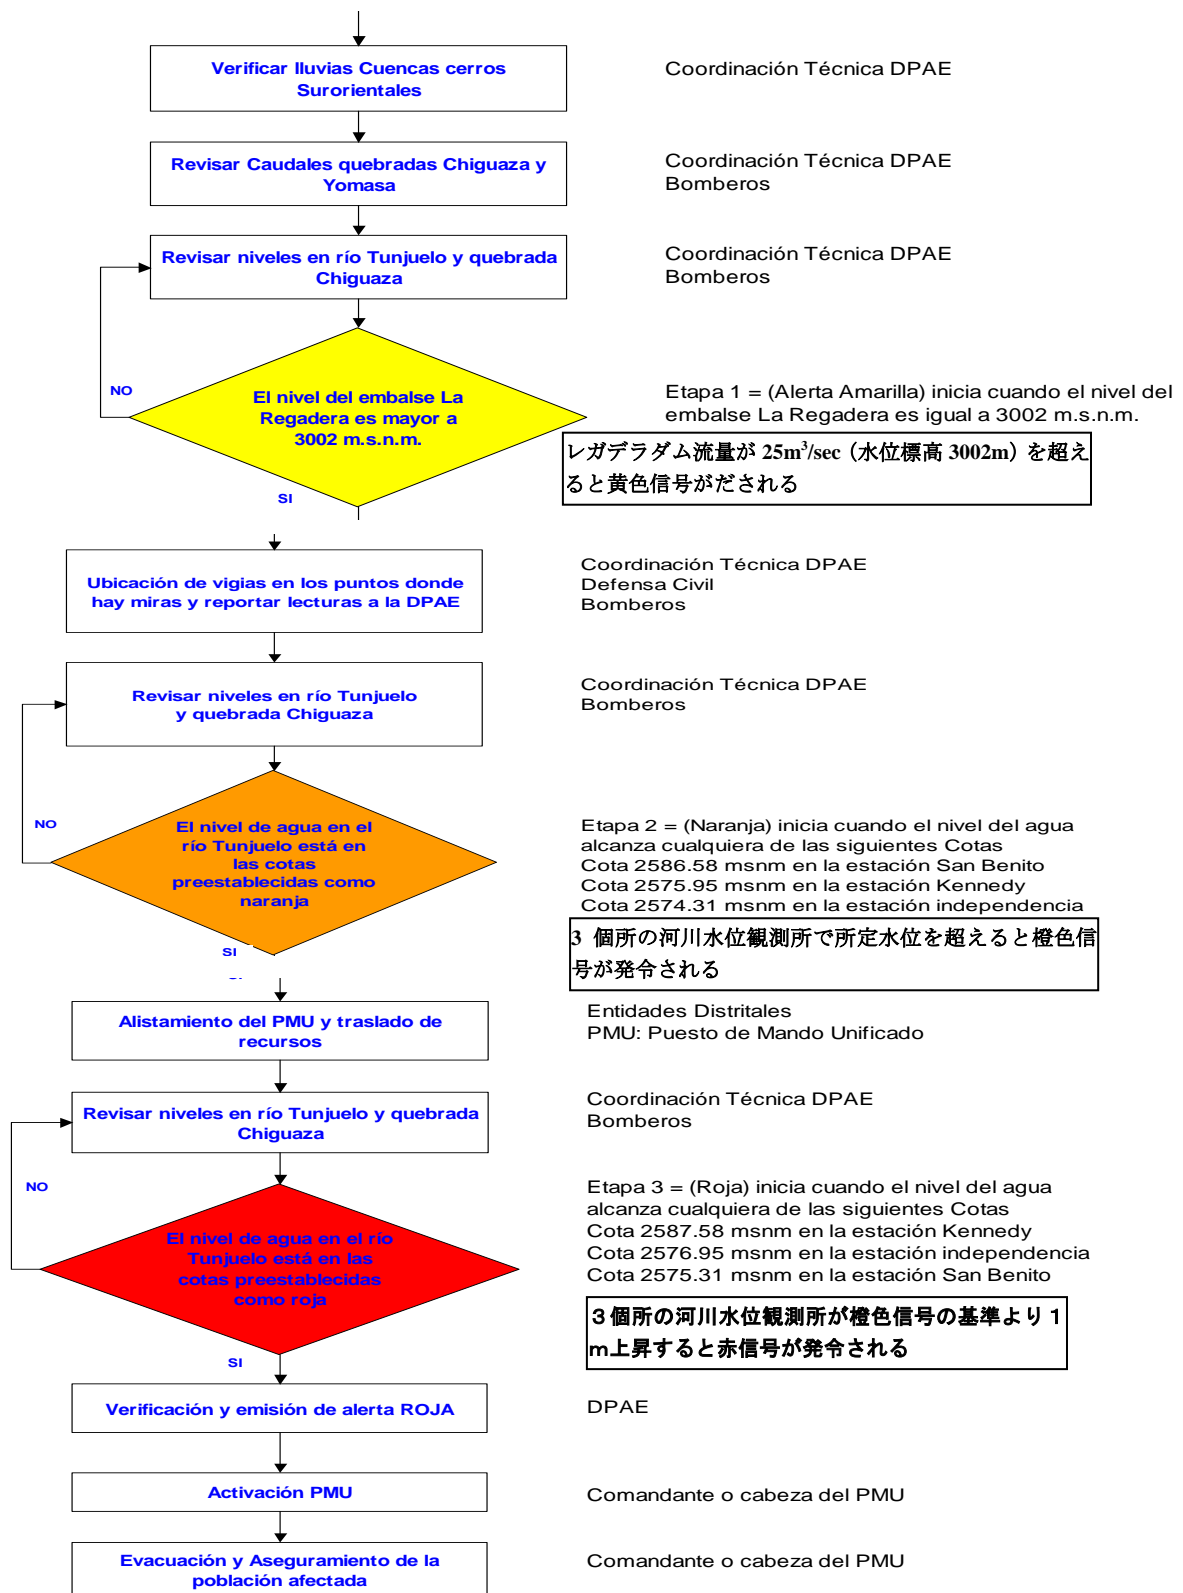 Verificar lluvias Cuencas cerros
Surorientales
Coordinación Técnica DPAE
Revisar Caudales quebradas Chiguaza y
Yomasa
Coordinación Técnica DPAE
Bomberos
Revisar niveles en río Tunjuelo y quebrada
Chiguaza
Coordinación Técnica DPAE
Bomberos
NO
El nivel del embalse La
Regadera es mayor a
3002 m.s.n.m.
SI
Etapa 1 = (Alerta Amarilla) inicia cuando el nivel del
embalse La Regadera es igual a 3002 m.s.n.m.
レガデラダム流量が 25m³/sec（水位標高 3002m）を超え
ると黄色信号がだされる
Ubicación de vigias en los puntos donde
hay miras y reportar lecturas a la DPAE
Coordinación Técnica DPAE
Defensa Civil
Bomberos
Revisar niveles en río Tunjuelo
y quebrada Chiguaza
Coordinación Técnica DPAE
Bomberos
NO
El nivel de agua en el
río Tunjuelo está en
las cotas
preestablecidas como
naranja
SI
Etapa 2 = (Naranja) inicia cuando el nivel del agua
alcanza cualquiera de las siguientes Cotas
Cota 2586.58 msnm en la estación San Benito
Cota 2575.95 msnm en la estación Kennedy
Cota 2574.31 msnm en la estación independencia
3 個所の河川水位観測所で所定水位を超えると橙色信
号が発令される
Alistamiento del PMU y traslado de
recursos
Entidades Distritales
PMU: Puesto de Mando Unificado
Revisar niveles en río Tunjuelo y quebrada
Chiguaza
Coordinación Técnica DPAE
Bomberos
NO
El nivel de agua en el río
Tunjuelo está en las
cotas preestablecidas
como roja
SI
Etapa 3 = (Roja) inicia cuando el nivel del agua
alcanza cualquiera de las siguientes Cotas
Cota 2587.58 msnm en la estación Kennedy
Cota 2576.95 msnm en la estación independencia
Cota 2575.31 msnm en la estación San Benito
３個所の河川水位観測所が橙色信号の基準より１
ｍ上昇すると赤信号が発令される
Verificación y emisión de alerta ROJA
DPAE
Activación PMU
Comandante o cabeza del PMU
Evacuación y Aseguramiento de la
población afectada
Comandante o cabeza del PMU